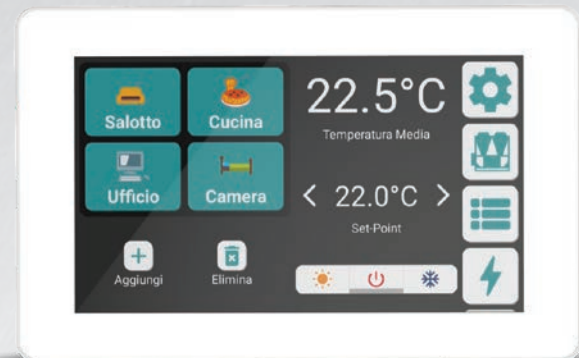 Salotto
Cucina
Ufficio
Camera
Aggiungi
Elimina
22.5°C
Temperatura Media
< 22.0°C >
Set-Point